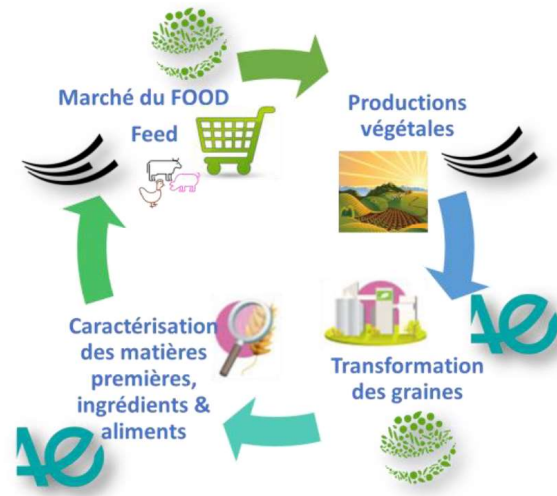 Marché du FOOD
Feed
Productions
végétales
Transformation
des graines
Caractérisation
des matières
premières,
ingrédients &
aliments